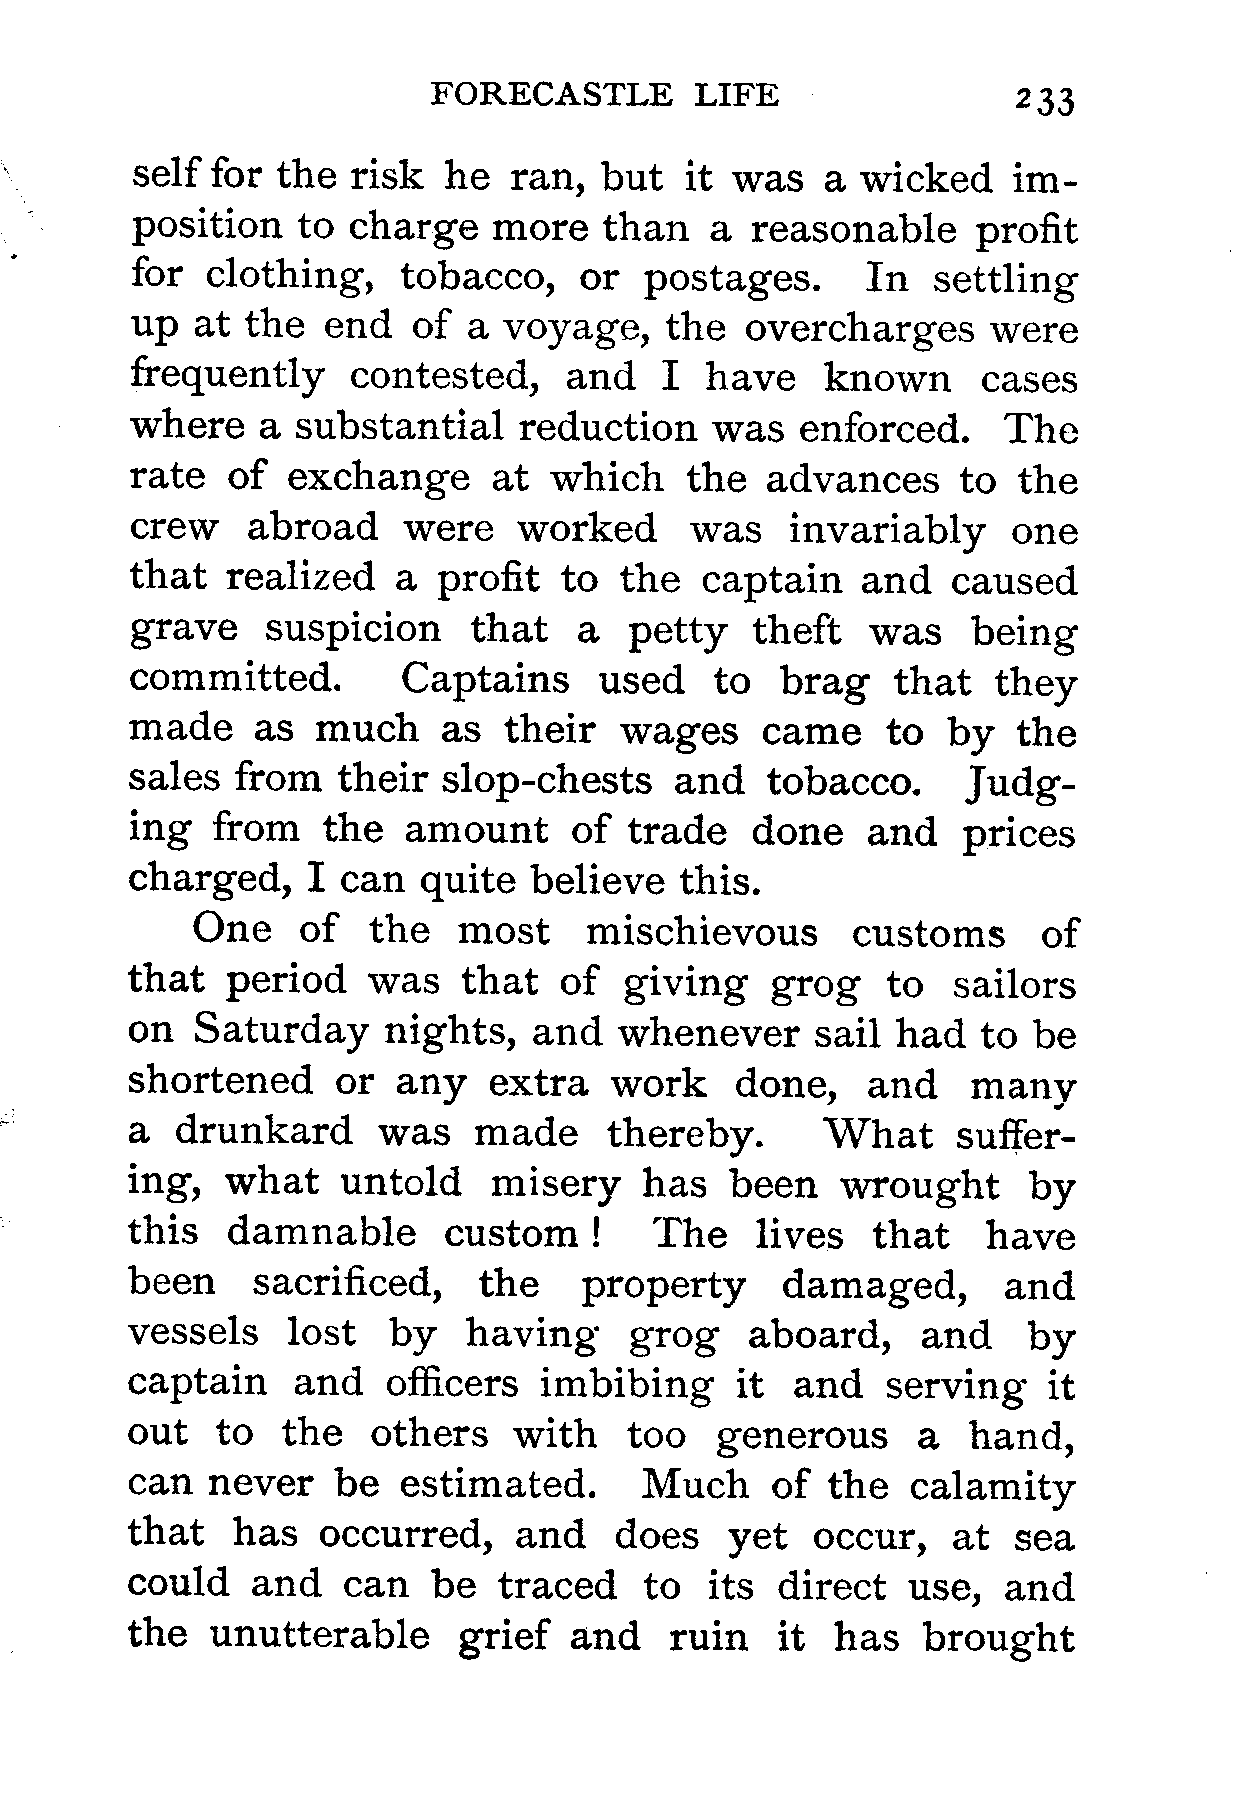 FORECASTLE LIFE 233
self for the risk he ran, but it was a wicked im-
position to charge more than a reasonable profit
for clothing, tobacco, or postages. In settling
up at the end of a voyage, the overcharges were
frequently contested, and I have known cases
where a substantial reduction was enforced. The
rate of exchange at which the advances to the
crew abroad were worked was invariably one
that realized a profit to the captain and caused
grave suspicion that a petty theft was being
committed. Captains used to brag that they
made as much as their wages came to by the
sales from their slop-chests and tobacco. Judg-
ing from the amount of trade done and prices
charged, I can quite believe this.
One of the most mischievous customs of
that period was that of giving grog to sailors
on Saturday nights, and whenever sail had to be
shortened or any extra work done, and many
a drunkard was made thereby. What suffer-
ing, what untold misery has been wrought by
this damnable custom! The lives that have
been sacrificed, the property damaged, and
vessels lost by having grog aboard, and by
captain and officers imbibing it and serving it
out to the others with too generous a hand,
can never be estimated. Much of the calamity
that has occurred, and does yet occur, at sea
could and can be traced to its direct use, and
the unutterable grief and ruin it has brought